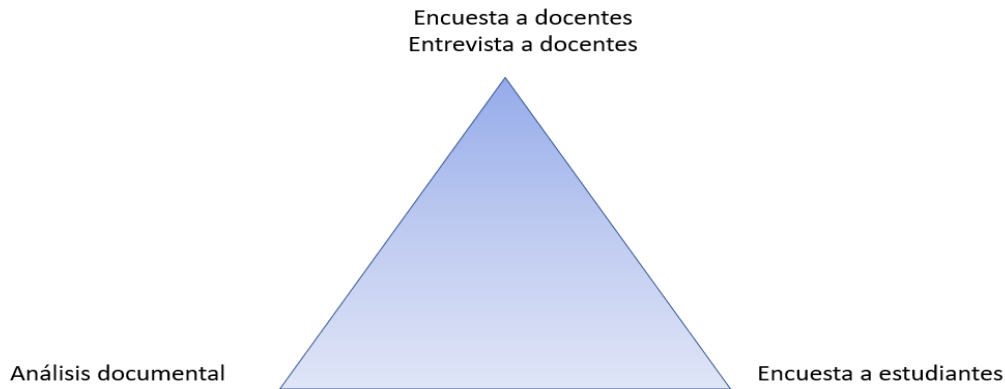 Encuesta a docentes
Entrevista a docentes
Análisis documental
Encuesta a estudiantes